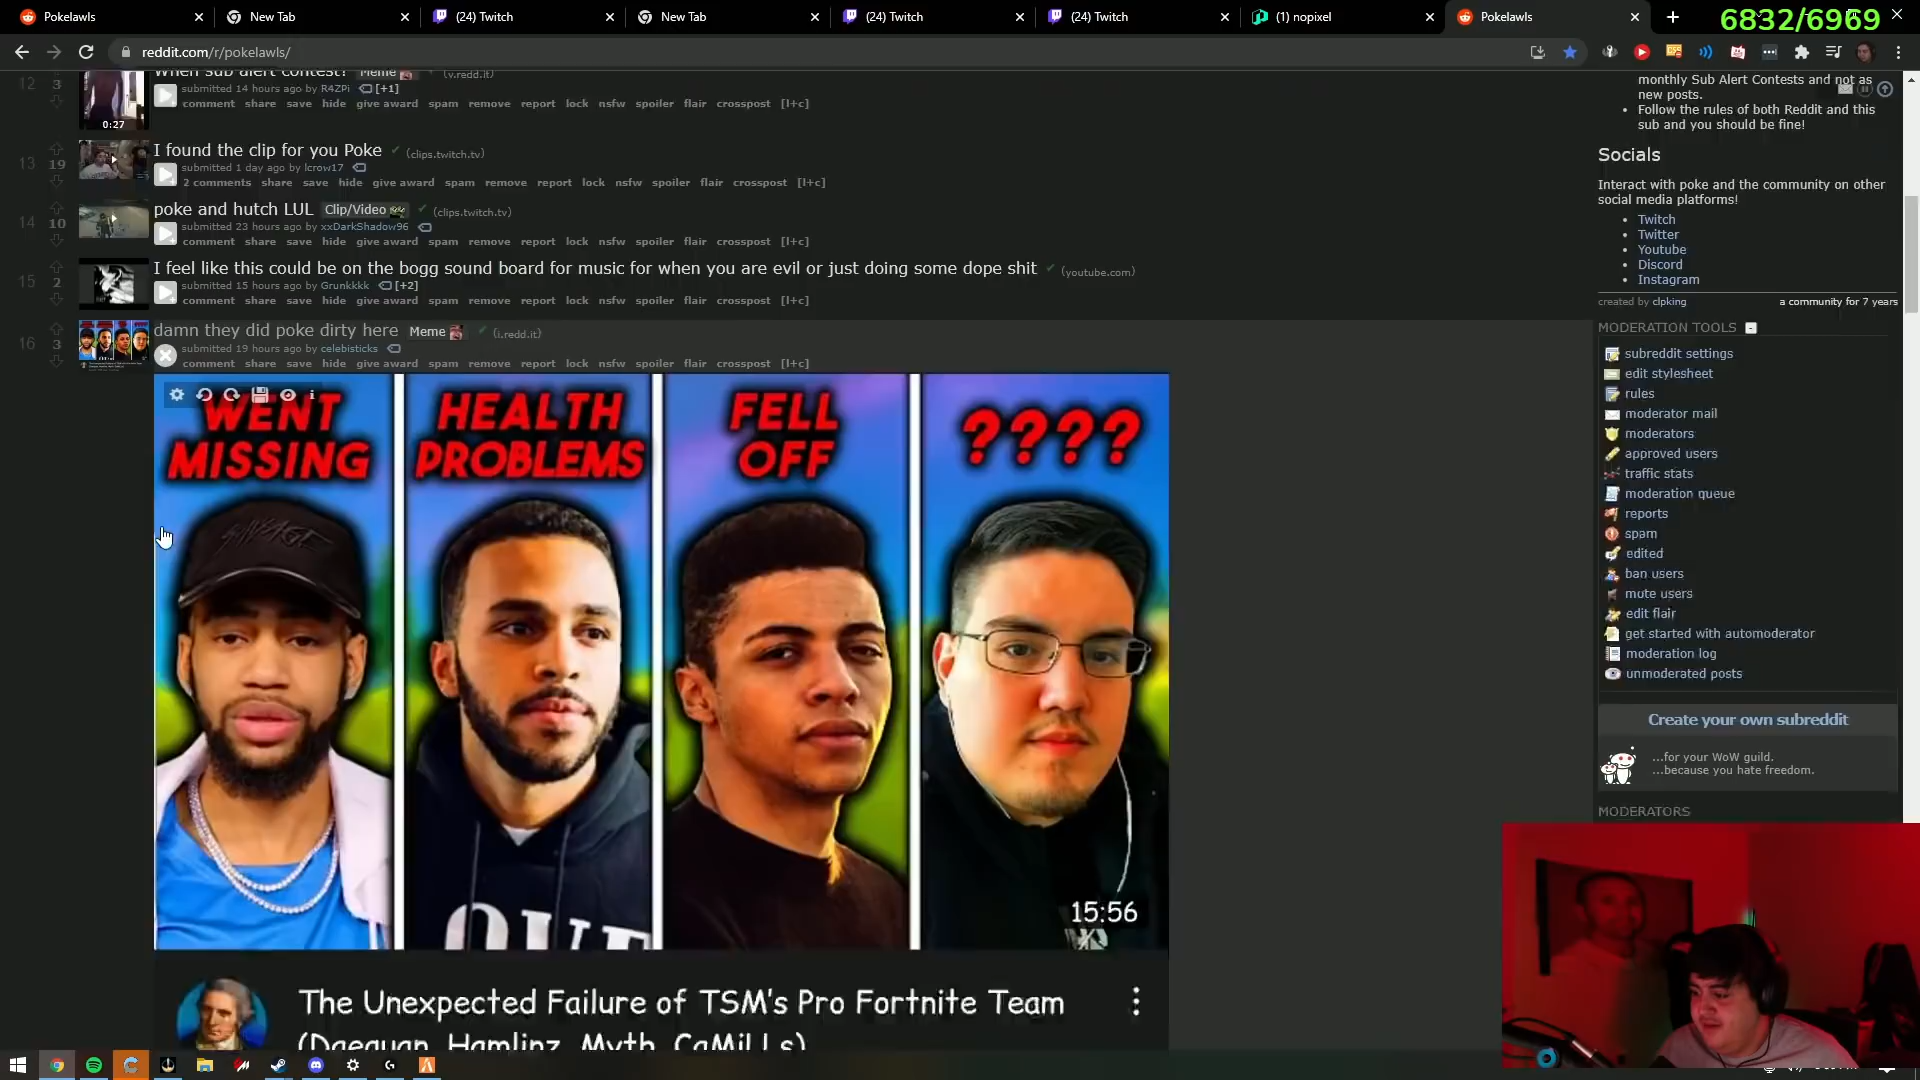 Pokelawls
New Tab
(24) Twitch
New Tab
(24) Twitch
(24) Twitch
(1) nopixel
Pokelawls
6832/6969
reddit.com/r/pokelawls/
12
3
0:27
When sub alert contest? Meme (v.redd.it)
submitted 14 hours ago by R4ZPi [+1]
comment share save hide give award spam remove report lock nsfw spoiler flair crosspost [l+c]
13
19
I found the clip for you Poke (clips.twitch.tv)
submitted 1 day ago by lcrow17
2 comments share save hide give award spam remove report lock nsfw spoiler flair crosspost [l+c]
14
10
poke and hutch LUL Clip/Video (clips.twitch.tv)
submitted 23 hours ago by xxDarkShadow96
comment share save hide give award spam remove report lock nsfw spoiler flair crosspost [l+c]
15
2
I feel like this could be on the bogg sound board for music for when you are evil or just doing some dope shit (youtube.com)
submitted 15 hours ago by Grunkkkk [+2]
comment share save hide give award spam remove report lock nsfw spoiler flair crosspost [l+c]
16
3
damn they did poke dirty here Meme (i.redd.it)
submitted 19 hours ago by celebisticks
comment share save hide give award spam remove report lock nsfw spoiler flair crosspost [l+c]
WENT MISSING
HEALTH PROBLEMS
FELL OFF
????
15:56
The Unexpected Failure of TSM's Pro Fortnite Team
(Daequan, Hamlinz, Myth, CaMiLLs)
monthly Sub Alert Contests and not as
new posts.
Follow the rules of both Reddit and this
sub and you should be fine!
Socials
Interact with poke and the community on other
social media platforms!
Twitch
Twitter
Youtube
Discord
Instagram
created by clpking a community for 7 years
MODERATION TOOLS
subreddit settings
edit stylesheet
rules
moderator mail
moderators
approved users
traffic stats
moderation queue
reports
spam
edited
ban users
mute users
edit flair
get started with automoderator
moderation log
unmoderated posts
Create your own subreddit
...for your WoW guild.
...because you hate freedom.
MODERATORS